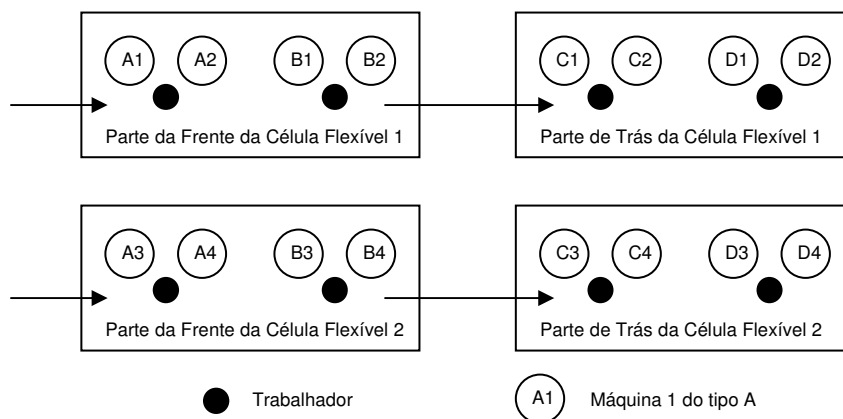 A1 A2 B1 B2 C1 C2 D1 D2
Parte da Frente da Célula Flexível 1 Parte de Trás da Célula Flexível 1
A3 A4 B3 B4 C3 C4 D3 D4
Parte da Frente da Célula Flexível 2 Parte de Trás da Célula Flexível 2
Trabalhador A1 Máquina 1 do tipo A